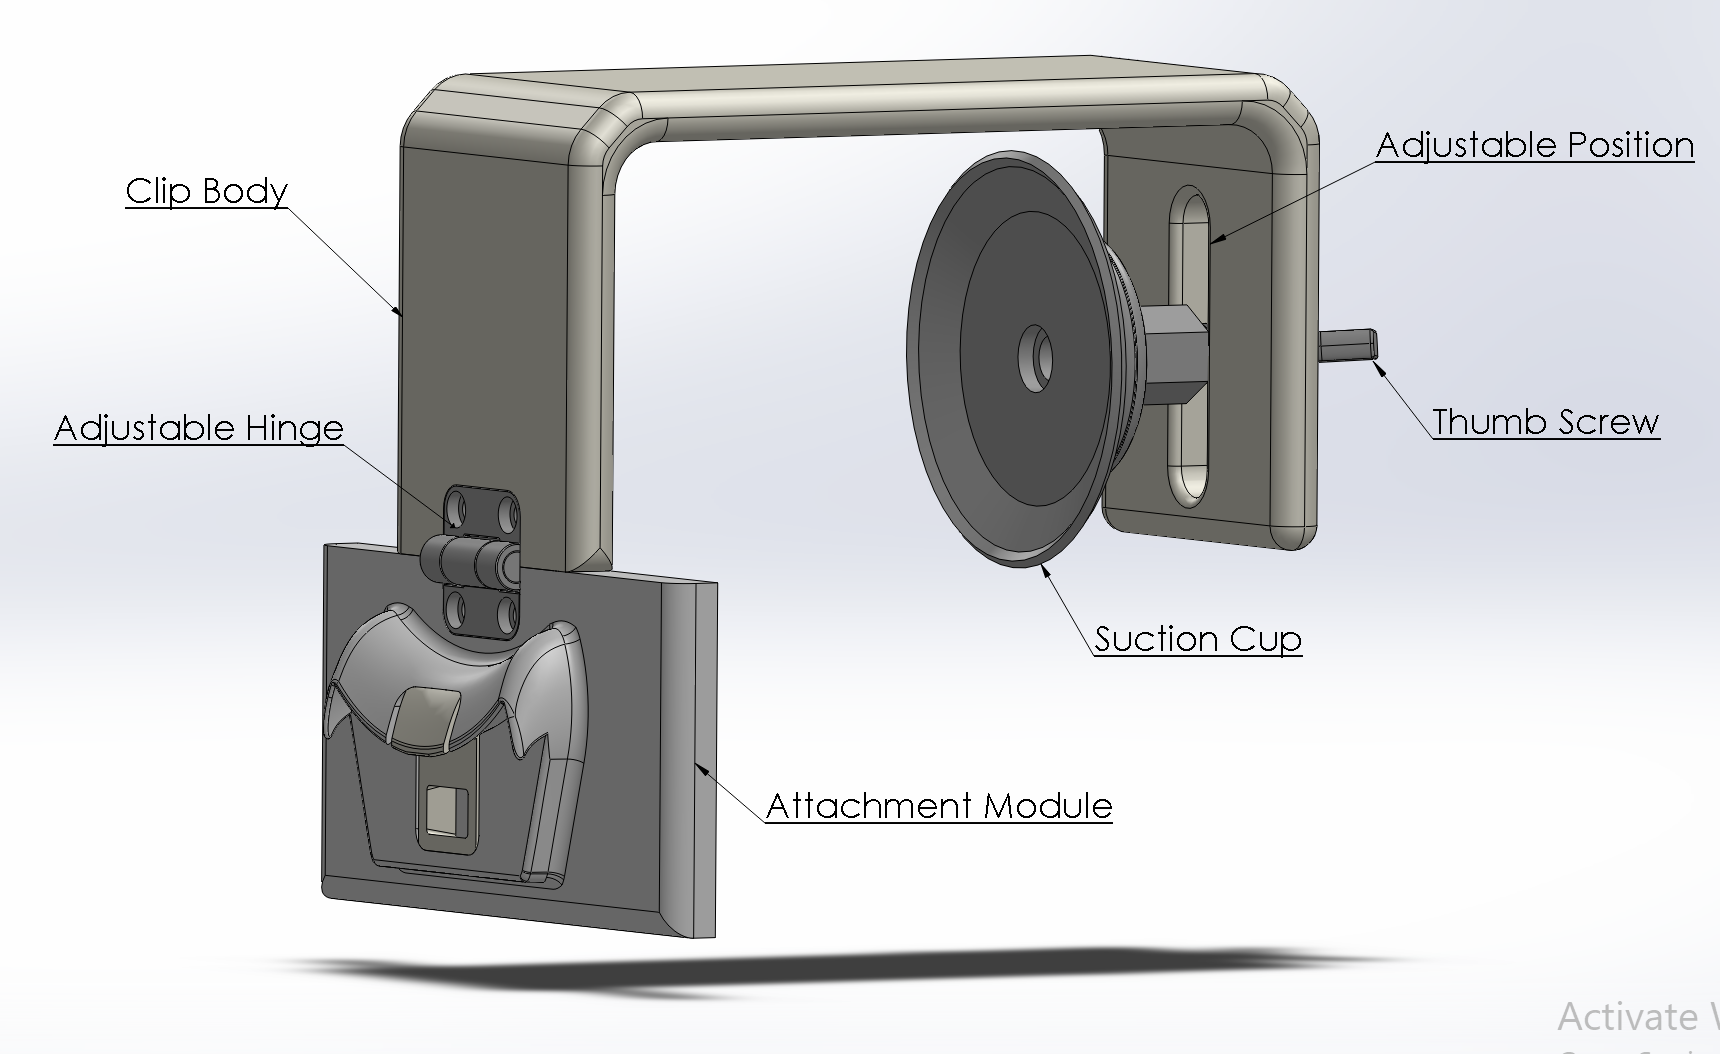 Adjustable Position
Clip Body
Adjustable Hinge
Thumb Screw
Suction Cup
Attachment Module
Activate